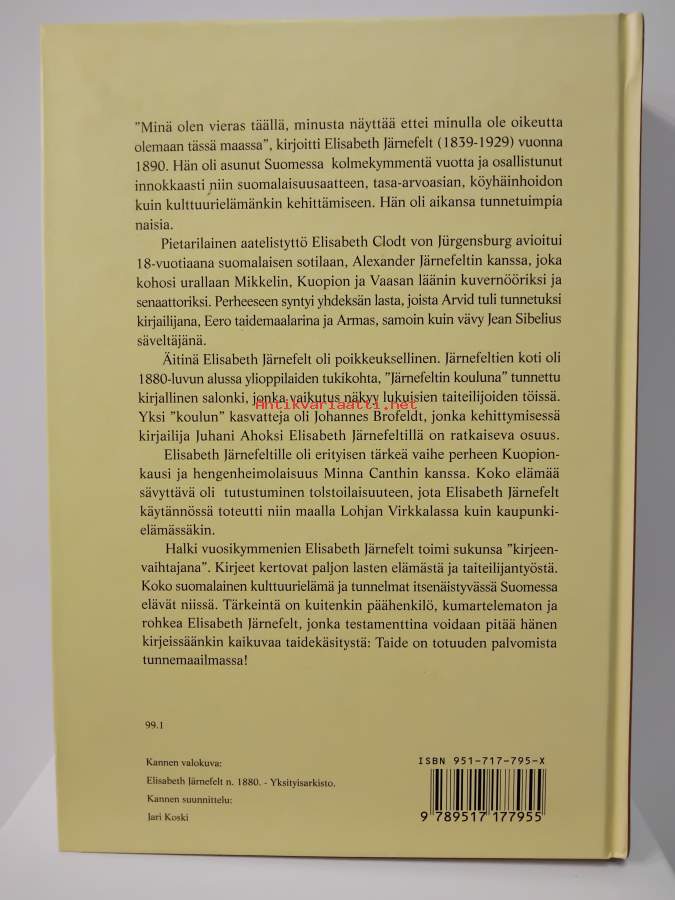 "Minä olen vieras täällä, minusta näyttää ettei minulla ole oikeutta
olemaan tässä maassa", kirjoitti Elisabeth Järnefelt (1839-1929) vuonna
1890. Hän oli asunut Suomessa kolmekymmentä vuotta ja osallistunut
innokkaasti niin suomalaisuusaatteen, tasa-arvoasian, köyhäinhoidon
kuin kulttuurielämänkin kehittämiseen. Hän oli aikansa tunnetuimpia
naisia.
Pietarilainen aatelistyttö Elisabeth Clodt von Jürgensburg avioitui
18-vuotiaana suomalaisen sotilaan, Alexander Järnefeltin kanssa, joka
kohosi urallaan Mikkelin, Kuopion ja Vaasan läänin kuvernööriksi ja
senaattoriksi. Perheeseen syntyi yhdeksän lasta, joista Arvid tuli tunnetuksi
kirjailijana, Eero taidemaalarina ja Armas, samoin kuin vävy Jean Sibelius
säveltäjänä.
Äitinä Elisabeth Järnefelt oli poikkeuksellinen. Järnefeltien koti oli
1880-luvun alussa ylioppilaiden tukikohta, "Järnefeltin kouluna" tunnettu
kirjallinen salonki, jonka vaikutus näkyy lukuisien taiteilijoiden töissä.
Antikvariaatti.net
Yksi "koulun" kasvatteja oli Johannes Brofeldt, jonka kehittymisessä
kirjailija Juhani Ahoksi Elisabeth Järnefeltillä on ratkaiseva osuus.
Elisabeth Järnefeltille oli erityisen tärkeä vaihe perheen Kuopion-
kausi ja hengenheimolaisuus Minna Canthin kanssa. Koko elämää
sävyttävä oli tutustuminen tolstoilaisuuteen, jota Elisabeth Järnefelt
käytännössä toteutti niin maalla Lohjan Virkkalassa kuin kaupunki-
elämässäkin.
Halki vuosikymmenien Elisabeth Järnefelt toimi sukunsa "kirjeen-
vaihtajana". Kirjeet kertovat paljon lasten elämästä ja taiteilijantyöstä.
Koko suomalainen kulttuurielämä ja tunnelmat itsenäistyvässä Suomessa
elävät niissä. Tärkeintä on kuitenkin päähenkilö, kumartelematon ja
rohkea Elisabeth Järnefelt, jonka testamenttina voidaan pitää hänen
kirjeissäänkin kaikuvaa taidekäsitystä: Taide on totuuden palvomista
tunnemaailmassa!
99.1
Kannen valokuva:
Elisabeth Järnefelt n. 1880. - Yksityisarkisto.
Kannen suunnittelu:
Jari Koski
ISBN 951-717-795-X
9 789517 177955